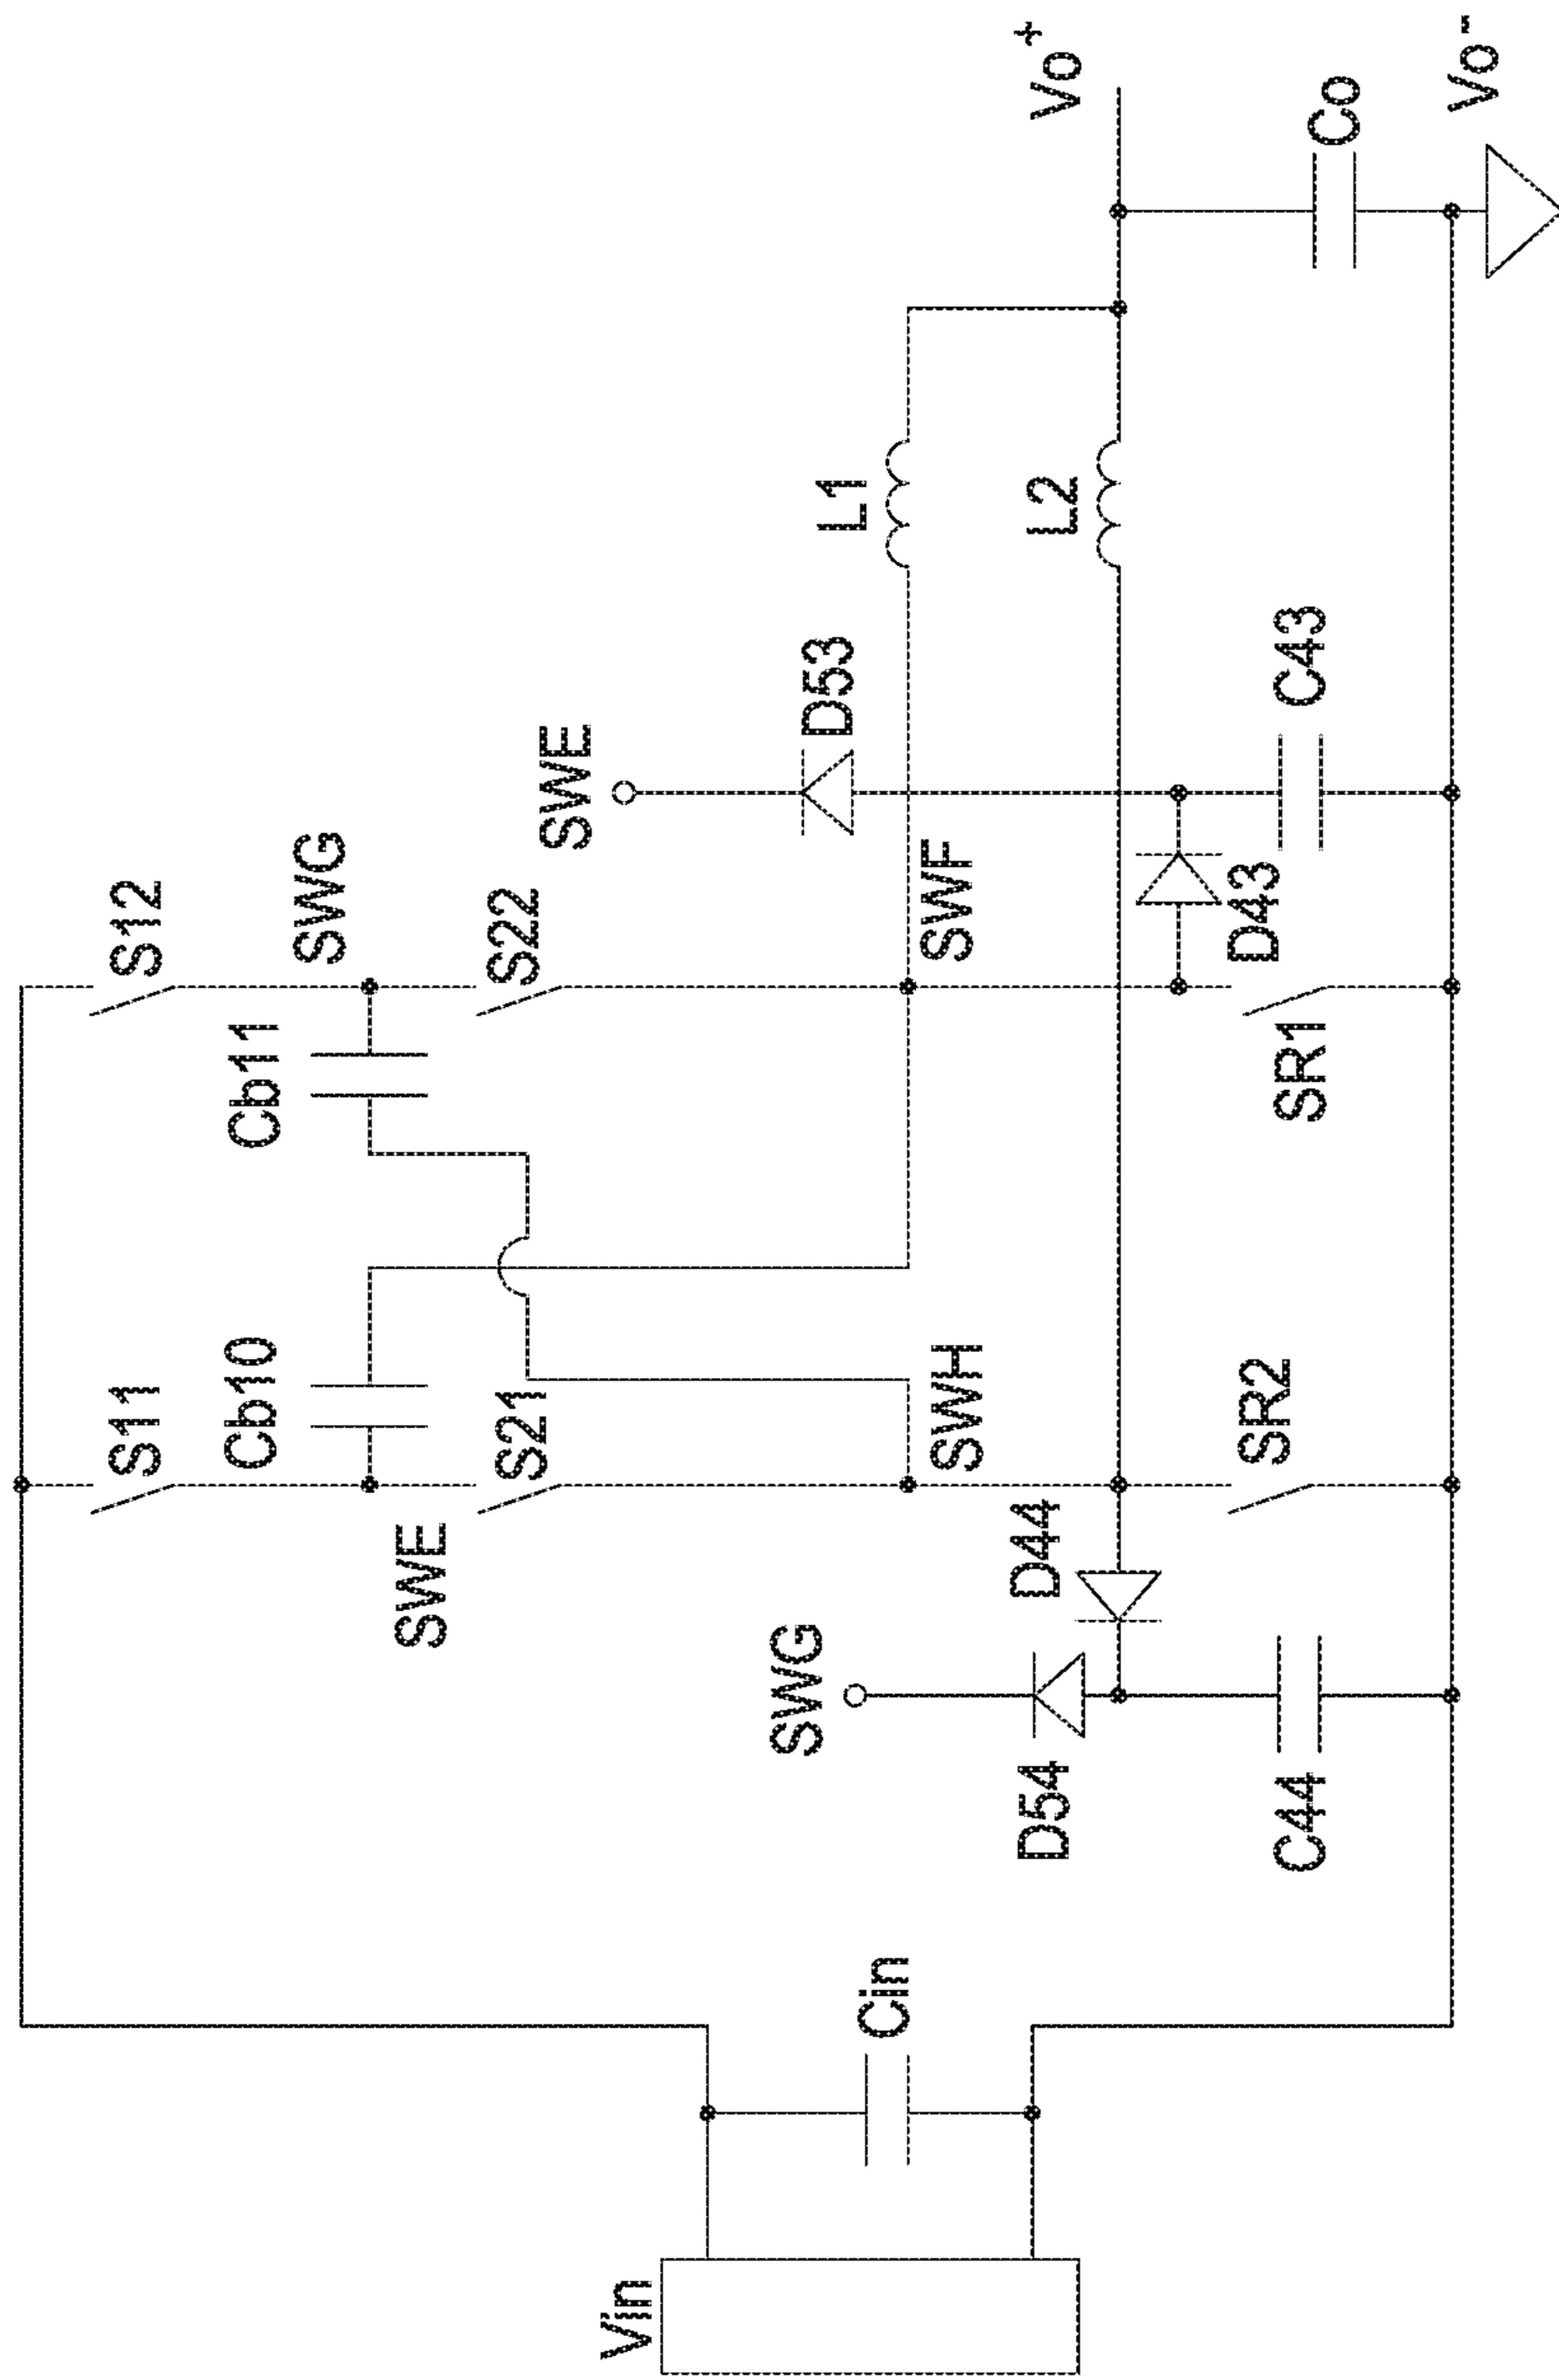 Vin
Cin
S11
Cb10
SWE
S21
SWH
SWG
D54
D44
C44
SR2
S12
Cb11
SWG
S22
SWF
SWE
D53
D43
SR1
C43
L1
L2
Vo+
Co
Vo-